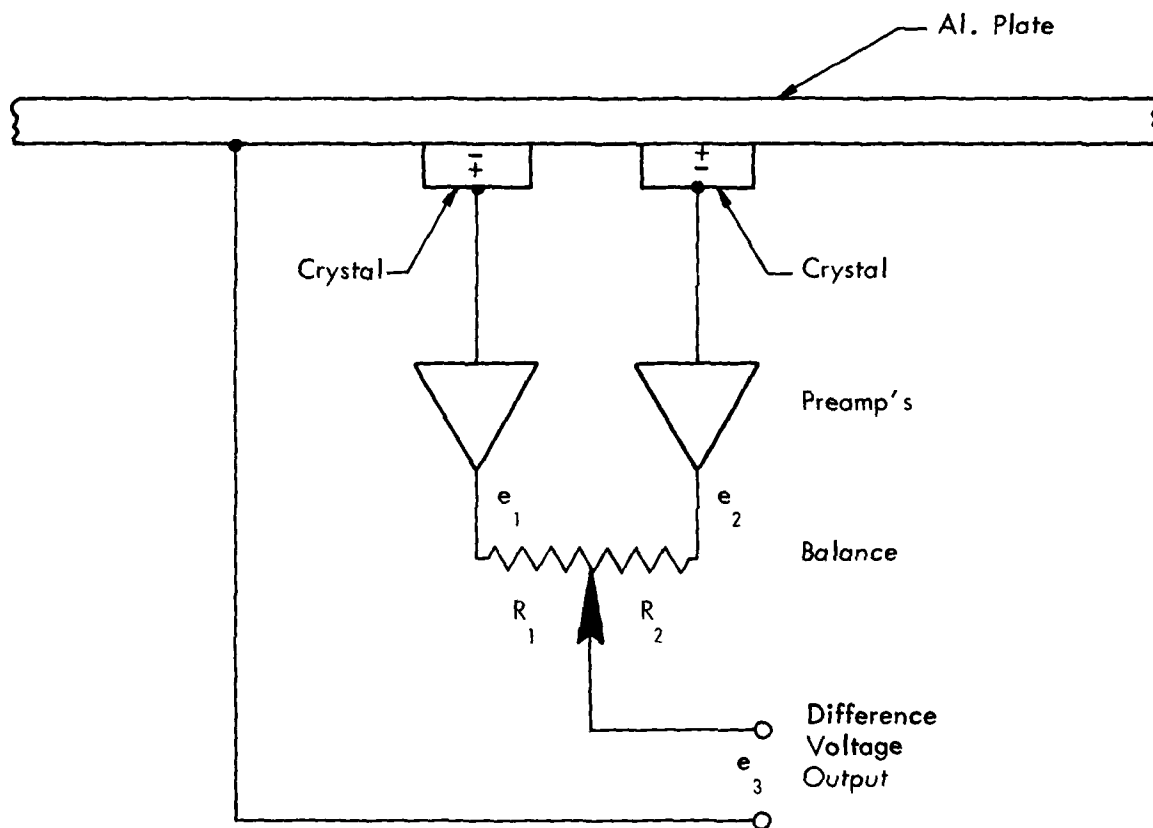 Al. Plate
- +
+ -
Crystal
Crystal
Preamp's
e1 e2
Balance
R1 R2
Difference
Voltage
Output
e3